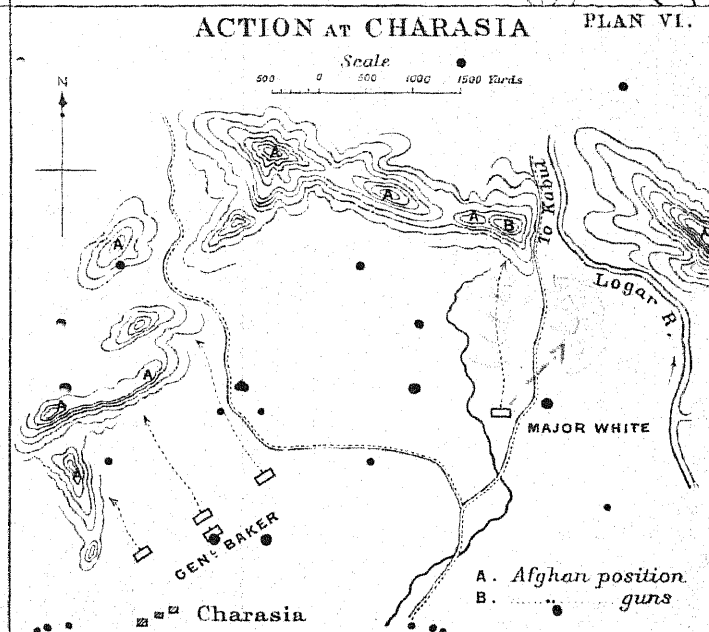 ACTION AT CHARASIA
PLAN VI.
Scale
500 0 500 1000 1500 Yards
N
A
A
A
B
To Kabul
A
A
Logar R.
A
A
MAJOR WHITE
A
GENL BAKER
A. Afghan position
B. „ guns
Charasia